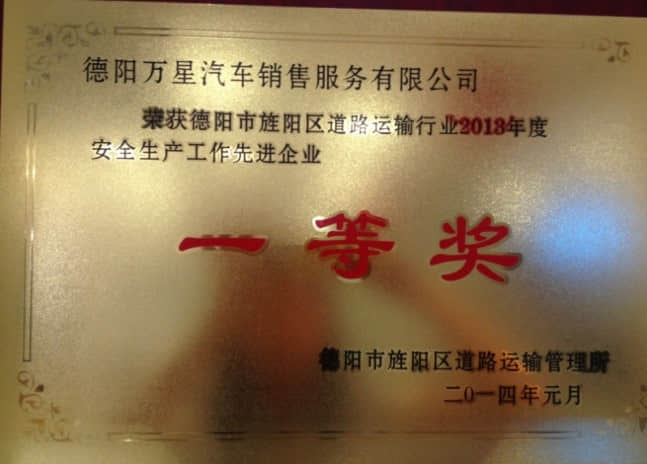 德阳万星汽车销售服务有限公司
荣获德阳市旌阳区道路运输行业2013年度
安全生产工作先进企业
一等奖
德阳市旌阳区道路运输管理所
二0一四年元月